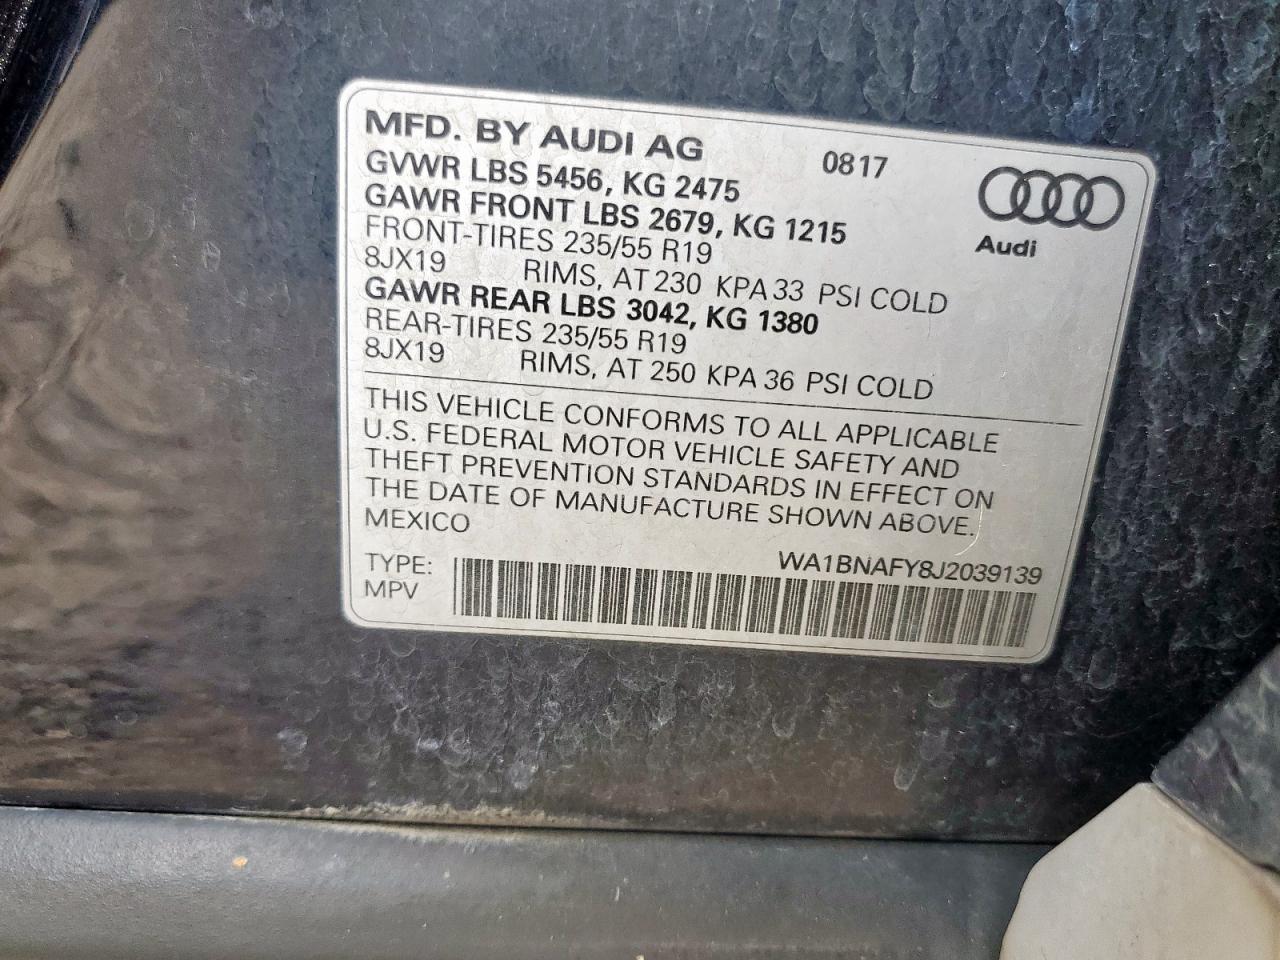 MFD. BY AUDI AG 0817
GVWR LBS 5456, KG 2475
GAWR FRONT LBS 2679, KG 1215
FRONT-TIRES 235/55 R19
8JX19 RIMS, AT 230 KPA 33 PSI COLD
GAWR REAR LBS 3042, KG 1380
REAR-TIRES 235/55 R19
8JX19 RIMS, AT 250 KPA 36 PSI COLD
Audi
THIS VEHICLE CONFORMS TO ALL APPLICABLE
U.S. FEDERAL MOTOR VEHICLE SAFETY AND
THEFT PREVENTION STANDARDS IN EFFECT ON
THE DATE OF MANUFACTURE SHOWN ABOVE.
MEXICO
WA1BNAFY8J2039139
TYPE:
MPV